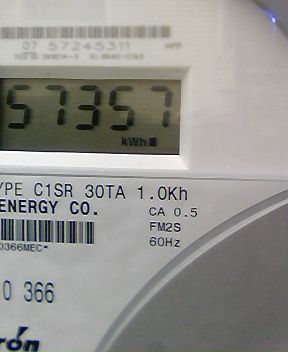 07 57245311
57357
kWh
YPE C1SR 30TA 1.0Kh
ENERGY CO.
CA 0.5
FM2S
60Hz
0366MEC*
0 366
rón